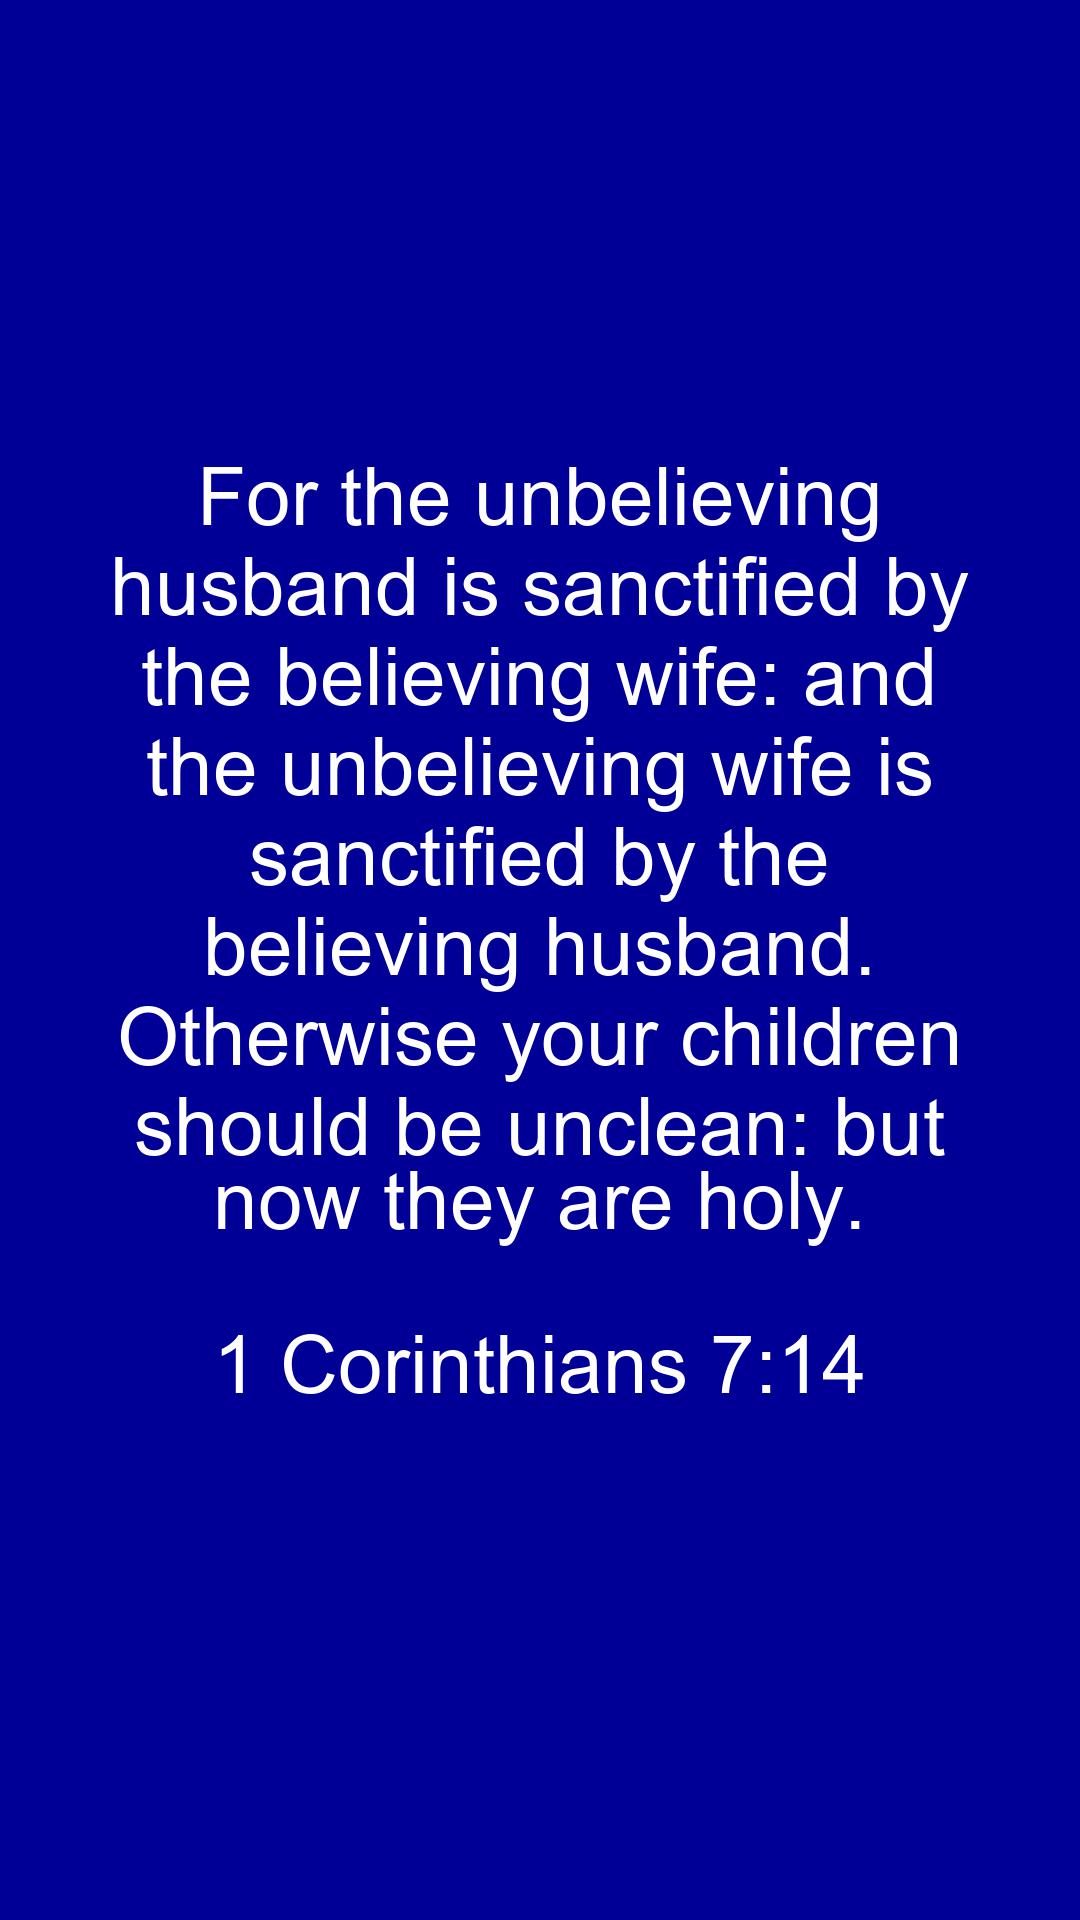 For the unbelieving
husband is sanctified by
the believing wife: and
the unbelieving wife is
sanctified by the
believing husband.
Otherwise your children
should be unclean: but
now they are holy.
1 Corinthians 7:14